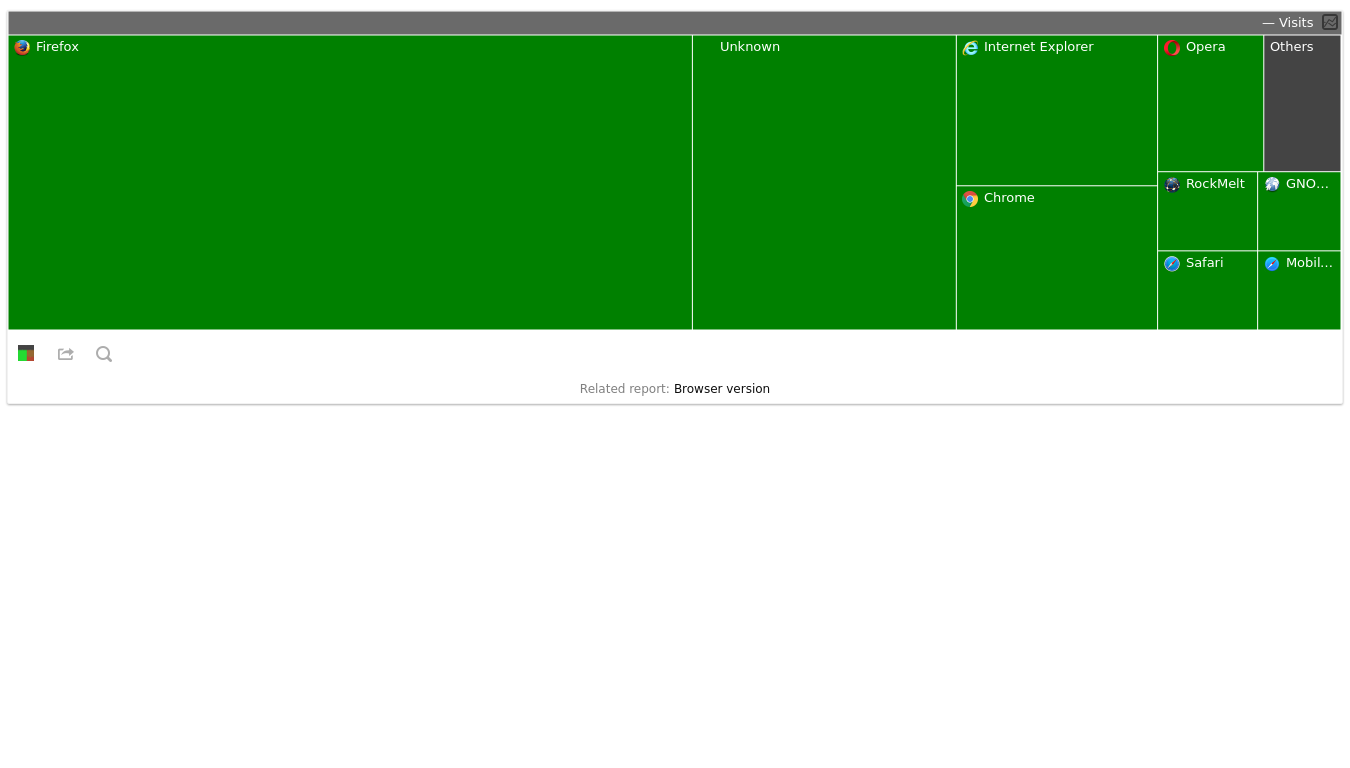 — Visits
Firefox
Unknown
Internet Explorer
Opera
Others
RockMelt
GNO...
Chrome
Safari
Mobil...
Related report: Browser version